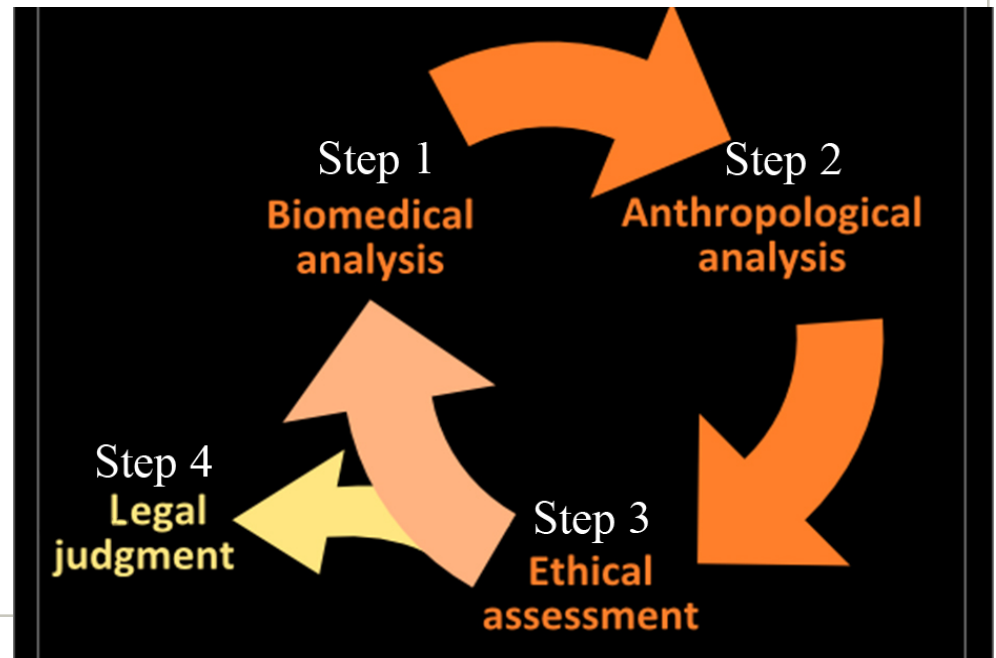 Step 1
Biomedical
analysis
Step 2
Anthropological
analysis
Step 3
Ethical
assessment
Step 4
Legal
judgment